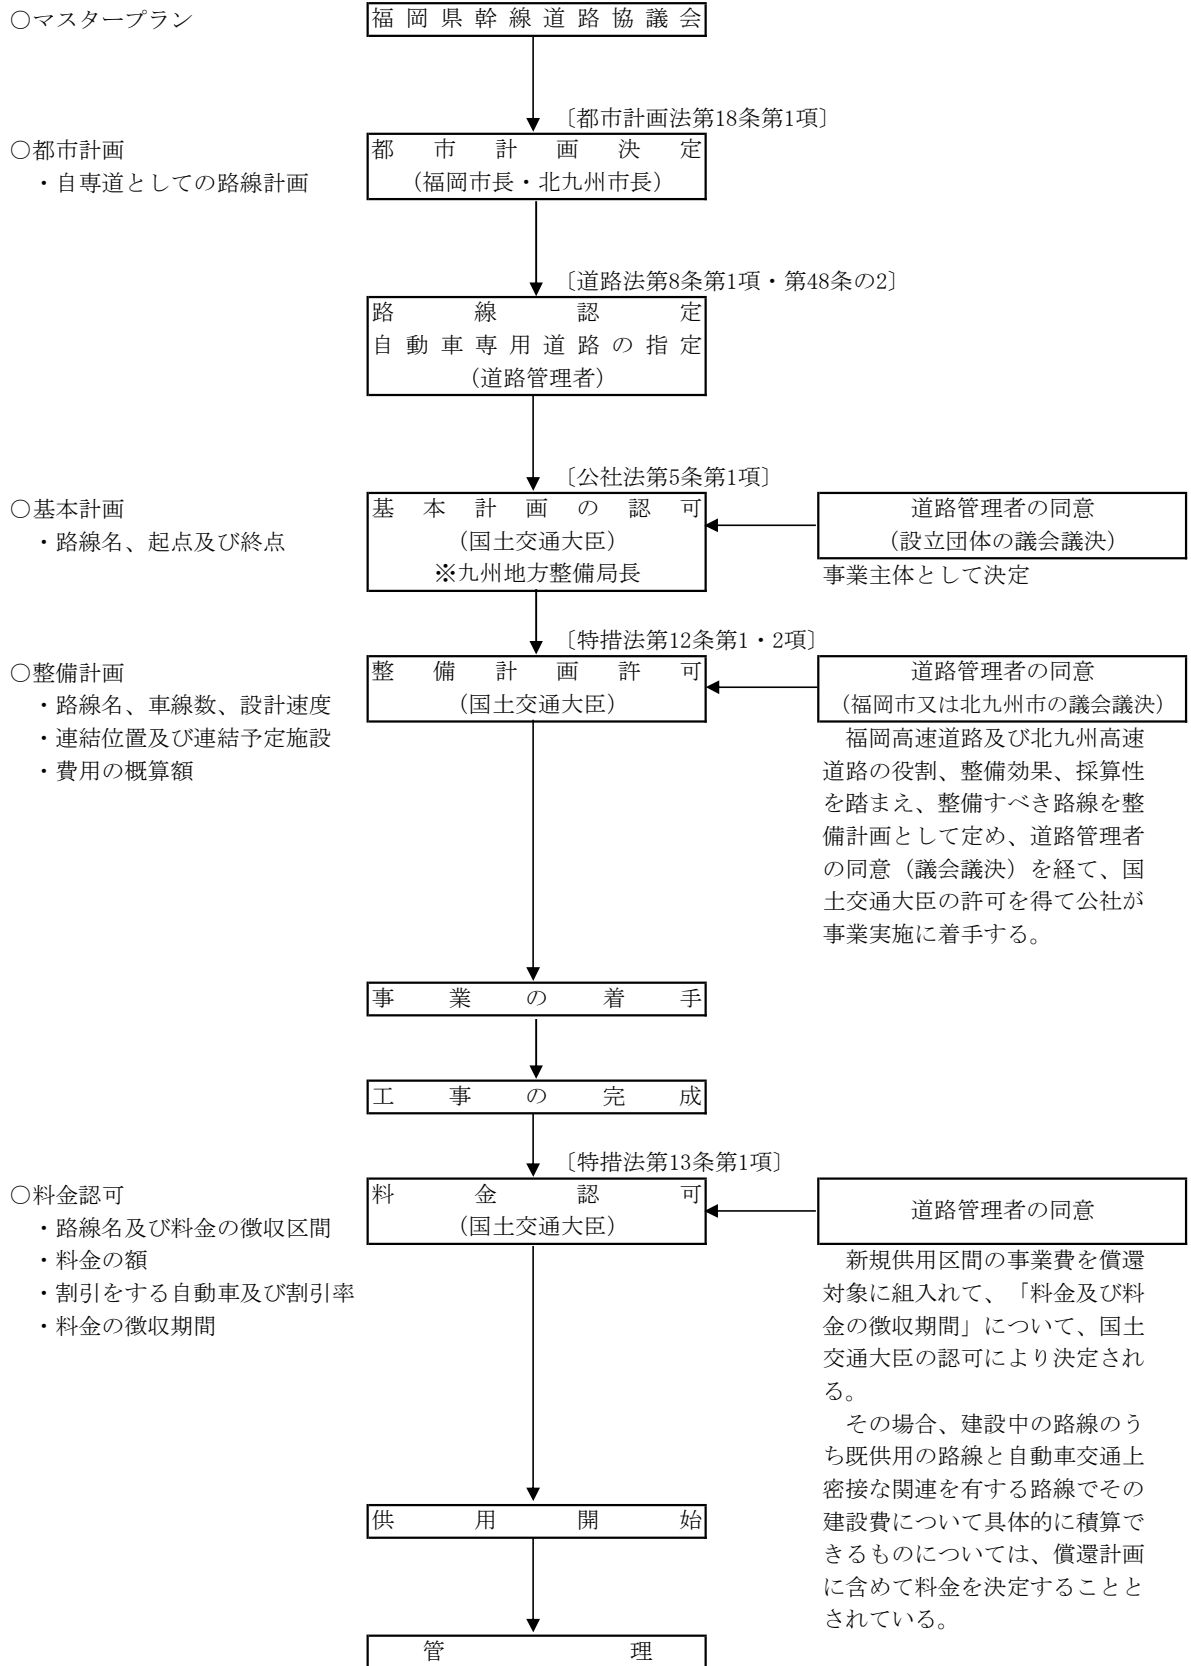 ○マスタープラン
福岡県幹線道路協議会
〔都市計画法第18条第1項〕
○都市計画
・自専道としての路線計画
都市計画決定
(福岡市長・北九州市長)
〔道路法第8条第1項・第48条の2〕
路線認定
自動車専用道路の指定
(道路管理者)
〔公社法第5条第1項〕
○基本計画
・路線名、起点及び終点
基本計画の認可
(国土交通大臣)
※九州地方整備局長
道路管理者の同意
(設立団体の議会議決)
事業主体として決定
〔特措法第12条第1・2項〕
○整備計画
・路線名、車線数、設計速度
・連結位置及び連結予定施設
・費用の概算額
整備計画許可
(国土交通大臣)
道路管理者の同意
(福岡市又は北九州市の議会議決)
福岡高速道路及び北九州高速
道路の役割、整備効果、採算性
を踏まえ、整備すべき路線を整
備計画として定め、道路管理者
の同意（議会議決）を経て、国
土交通大臣の許可を得て公社が
事業実施に着手する。
事業の着手
工事の完成
〔特措法第13条第1項〕
○料金認可
・路線名及び料金の徴収区間
・料金の額
・割引をする自動車及び割引率
・料金の徴収期間
料金認可
(国土交通大臣)
道路管理者の同意
新規供用区間の事業費を償還
対象に組入れて、「料金及び料
金の徴収期間」について、国土
交通大臣の認可により決定され
る。
その場合、建設中の路線のう
ち既供用の路線と自動車交通上
密接な関連を有する路線でその
建設費について具体的に積算で
きるものについては、償還計画
に含めて料金を決定することと
されている。
供用開始
管理